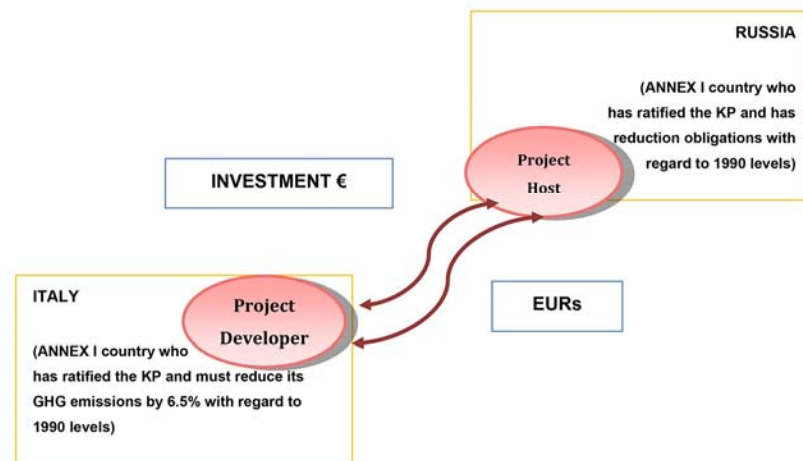 RUSSIA
(ANNEX I country who
has ratified the KP and has
reduction obligations with
regard to 1990 levels)
Project
Host
INVESTMENT €
EURs
ITALY
Project
Developer
(ANNEX I country who
has ratified the KP and must reduce its
GHG emissions by 6.5% with regard to
1990 levels)